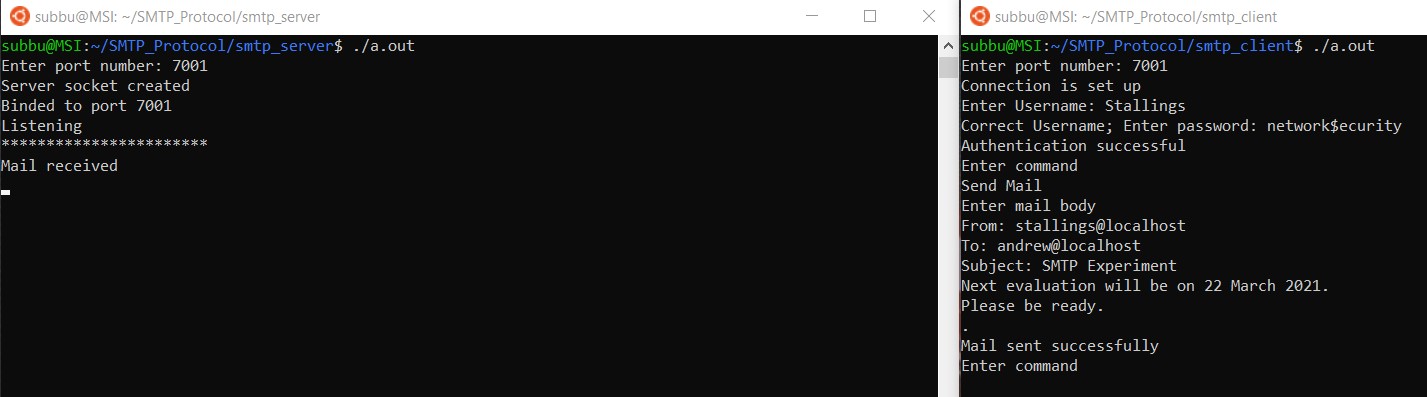 subbu@MSI: ~/SMTP_Protocol/smtp_server
subbu@MSI:~/SMTP_Protocol/smtp_server$ ./a.out
Enter port number: 7001
Server socket created
Binded to port 7001
Listening
***********************
Mail received
subbu@MSI: ~/SMTP_Protocol/smtp_client
subbu@MSI:~/SMTP_Protocol/smtp_client$ ./a.out
Enter port number: 7001
Connection is set up
Enter Username: Stallings
Correct Username; Enter password: network$ecurity
Authentication successful
Enter command
Send Mail
Enter mail body
From: stallings@localhost
To: andrew@localhost
Subject: SMTP Experiment
Next evaluation will be on 22 March 2021.
Please be ready.
.
Mail sent successfully
Enter command